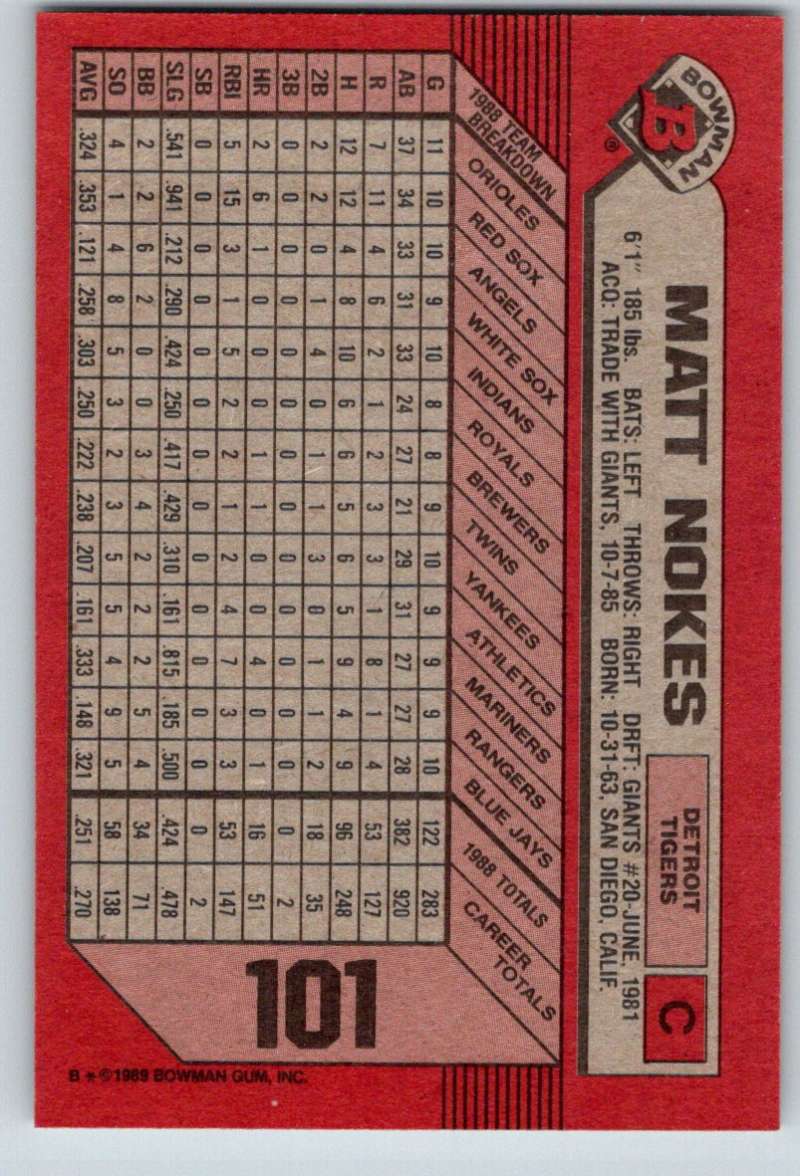 BOWMAN
B
®
MATT NOKES
DETROIT
TIGERS
C
6'1" 185 lbs. BATS: LEFT THROWS: RIGHT DRFT: GIANTS #20-JUNE, 1981
ACQ: TRADE WITH GIANTS, 10-7-85 BORN: 10-31-63, SAN DIEGO, CALIF.
1988 TEAM
BREAKDOWN
ORIOLES
RED SOX
ANGELS
WHITE SOX
INDIANS
ROYALS
BREWERS
TWINS
YANKEES
ATHLETICS
MARINERS
RANGERS
BLUE JAYS
1988 TOTALS
CAREER
TOTALS
G 11 10 10 9 10 8 8 9 10 9 9 9 10 122 283
AB 37 34 33 31 33 24 27 21 29 31 27 27 28 382 920
R 7 11 4 6 2 1 2 3 3 1 8 1 4 53 127
H 12 12 4 8 10 6 6 5 6 5 9 4 9 96 248
2B 2 2 0 1 4 0 1 1 3 0 1 1 2 18 35
3B 0 0 0 0 0 0 0 0 0 0 0 0 0 0 2
HR 2 6 1 0 0 0 1 1 0 0 4 0 1 16 51
RBI 5 15 3 1 5 2 2 1 2 4 7 3 3 53 147
SB 0 0 0 0 0 0 0 0 0 0 0 0 0 0 2
SLG .541 .941 .212 .290 .424 .250 .417 .429 .310 .161 .815 .185 .500 .424 .478
BB 2 2 6 2 0 0 3 4 2 2 2 5 4 34 71
SO 4 1 4 8 5 3 2 3 5 5 4 9 5 58 138
AVG .324 .353 .121 .258 .303 .250 .222 .238 .207 .161 .333 .148 .321 .251 .270
101
B *©1989 BOWMAN GUM, INC.